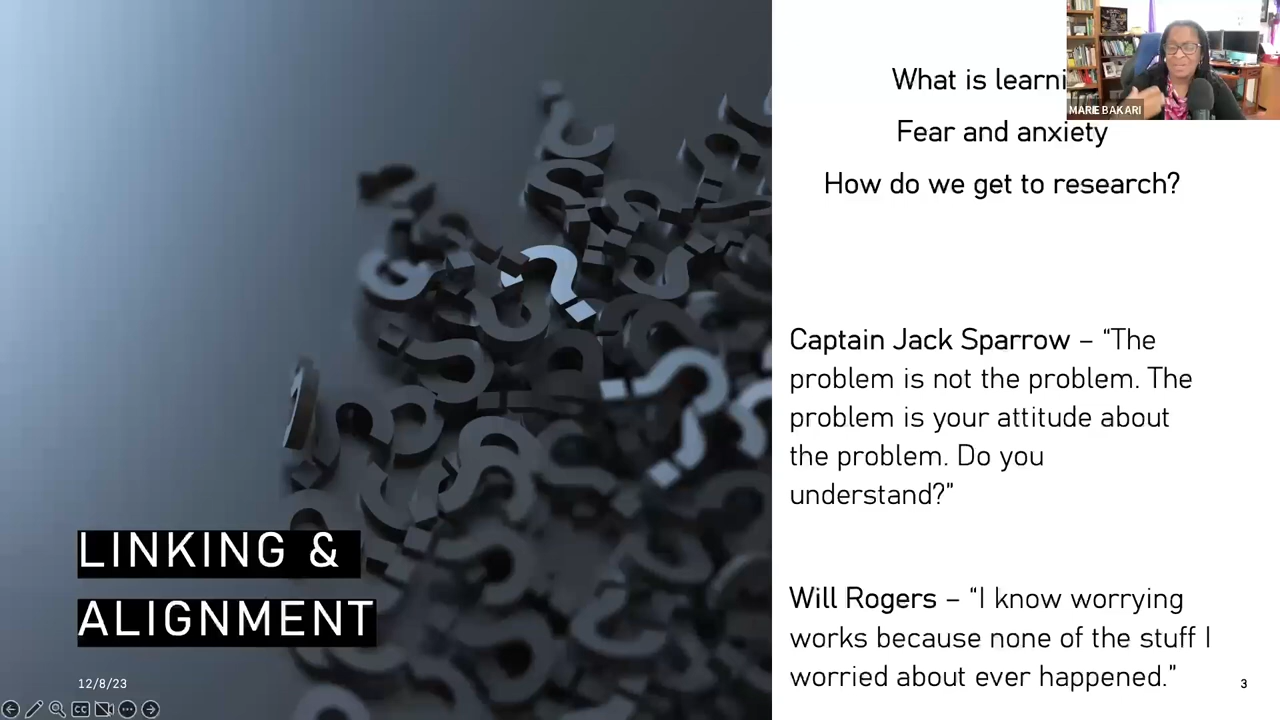 What is learni
MARIE BAKARI
Fear and anxiety
How do we get to research?
Captain Jack Sparrow – “The
problem is not the problem. The
problem is your attitude about
the problem. Do you
understand?”
Will Rogers – “I know worrying
works because none of the stuff I
worried about ever happened.”
LINKING &
ALIGNMENT
12/8/23
3
CC